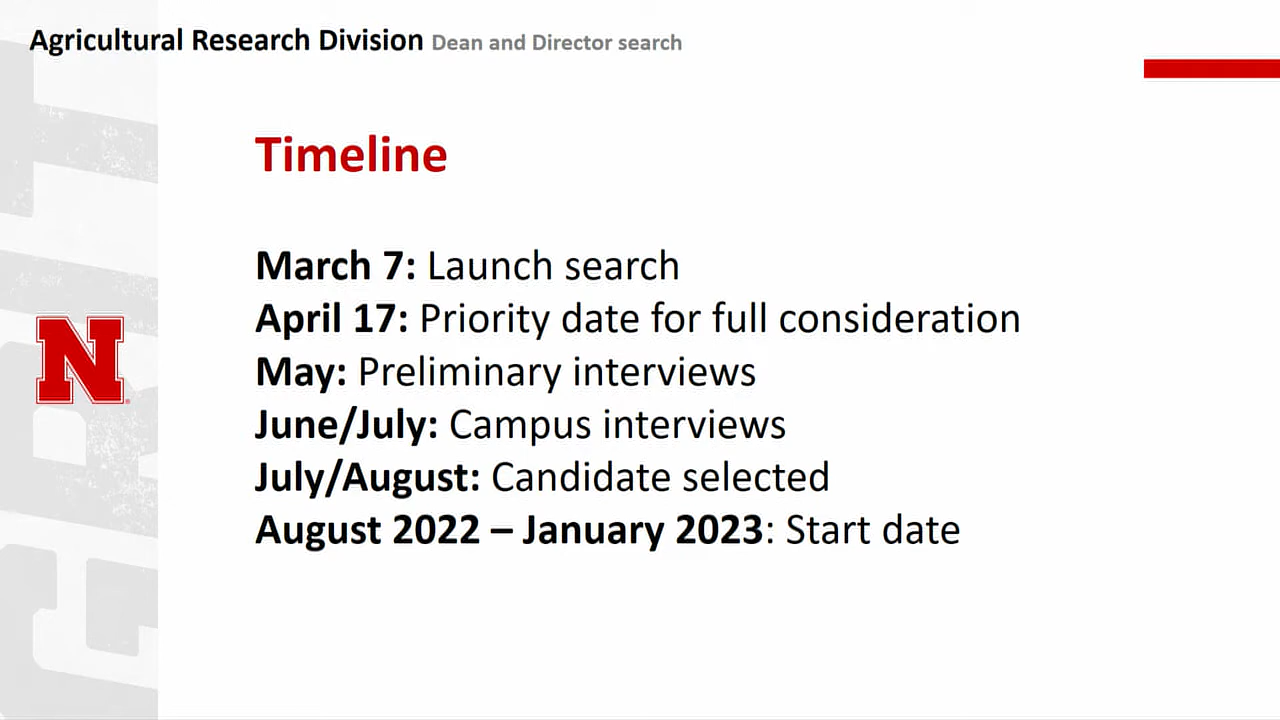 Agricultural Research Division Dean and Director search
Timeline
March 7: Launch search
April 17: Priority date for full consideration
May: Preliminary interviews
June/July: Campus interviews
July/August: Candidate selected
August 2022 – January 2023: Start date
N